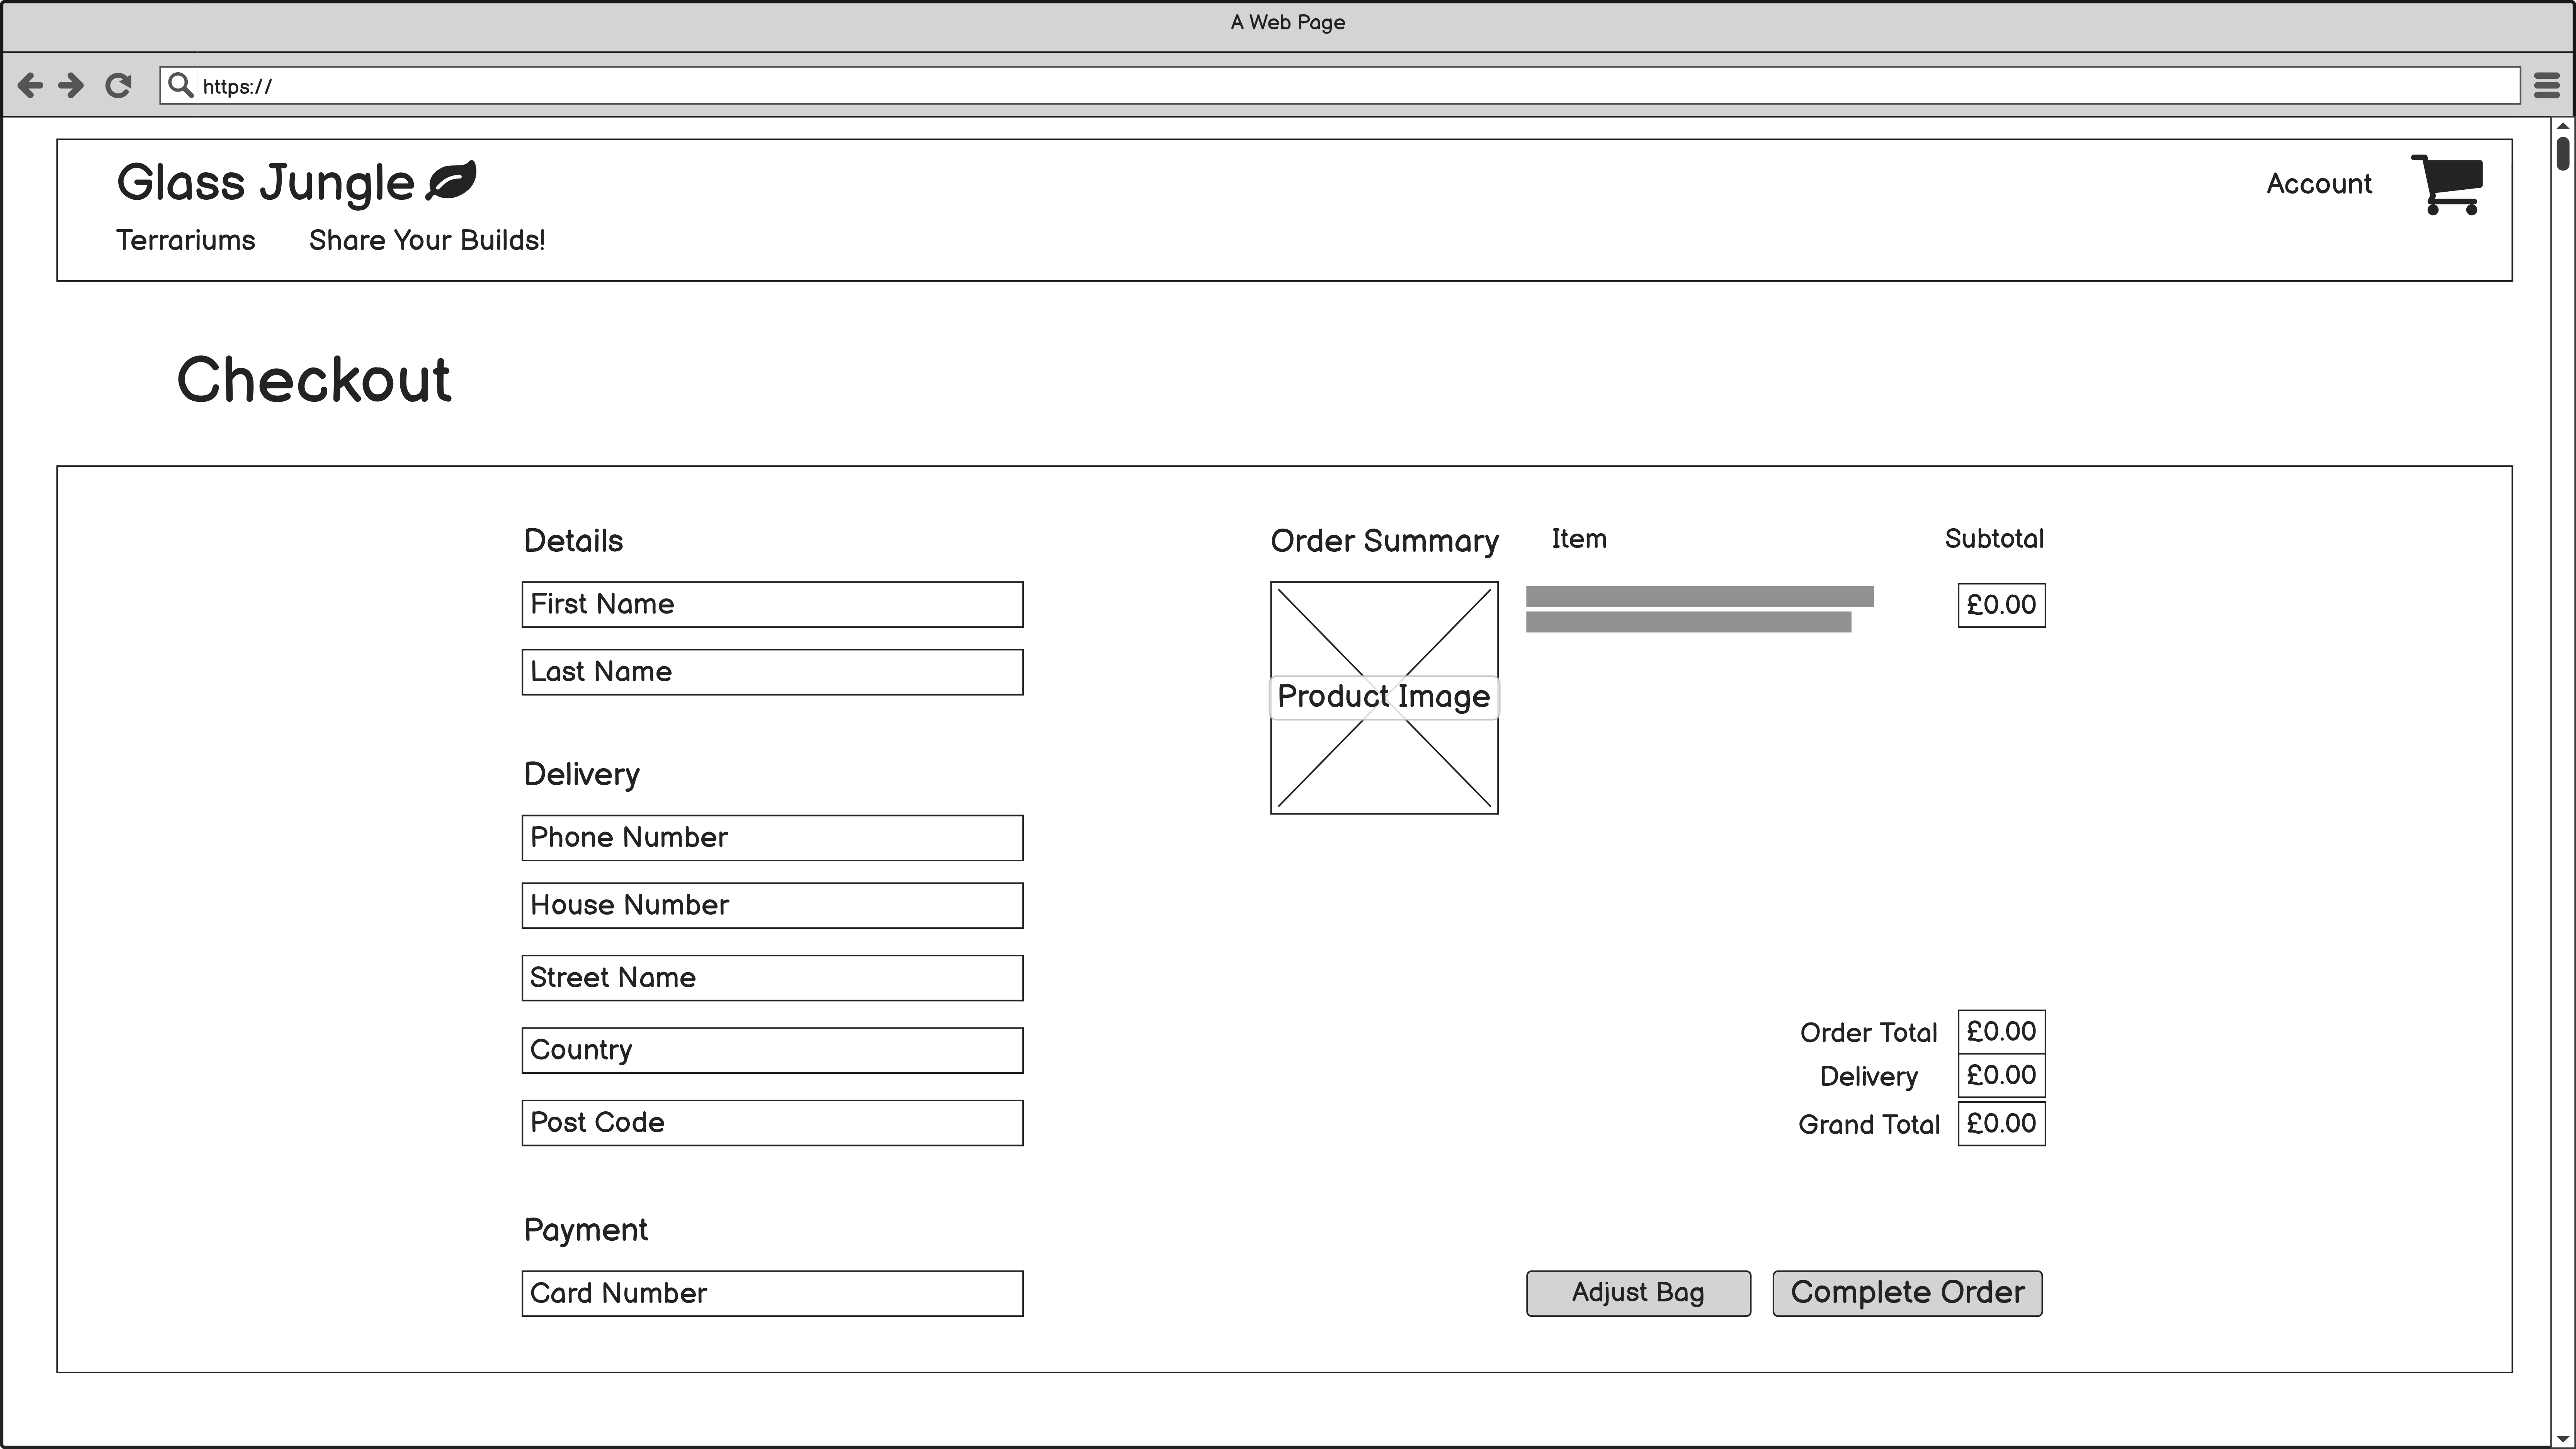 A Web Page
https://
Glass Jungle
Account
Terrariums
Share Your Builds!
Checkout
Details
First Name
Last Name
Delivery
Phone Number
House Number
Street Name
Country
Post Code
Payment
Card Number
Order Summary
Item
Subtotal
Product Image
£0.00
Order Total £0.00
Delivery £0.00
Grand Total £0.00
Adjust Bag
Complete Order